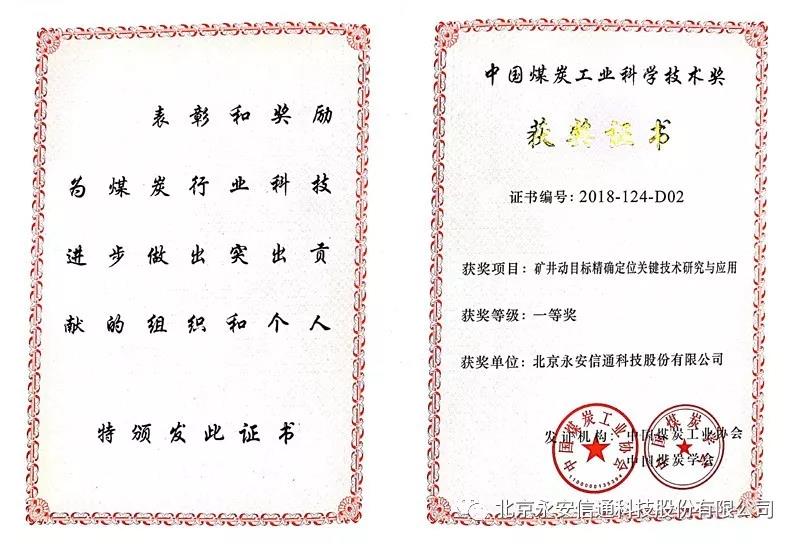 表彰和奖励
为煤炭行业科技
进步做出突出贡
献的组织和个人
特颁发此证书
中国煤炭工业科学技术奖
获奖证书
证书编号：2018-124-D02
获奖项目：矿井动目标精确定位关键技术研究与应用
获奖等级：一等奖
获奖单位：北京永安信通科技股份有限公司
发证机构：中国煤炭工业协会
中国煤炭学会
中国煤炭工业协会
中国煤炭学会
北京永安信通科技股份有限公司